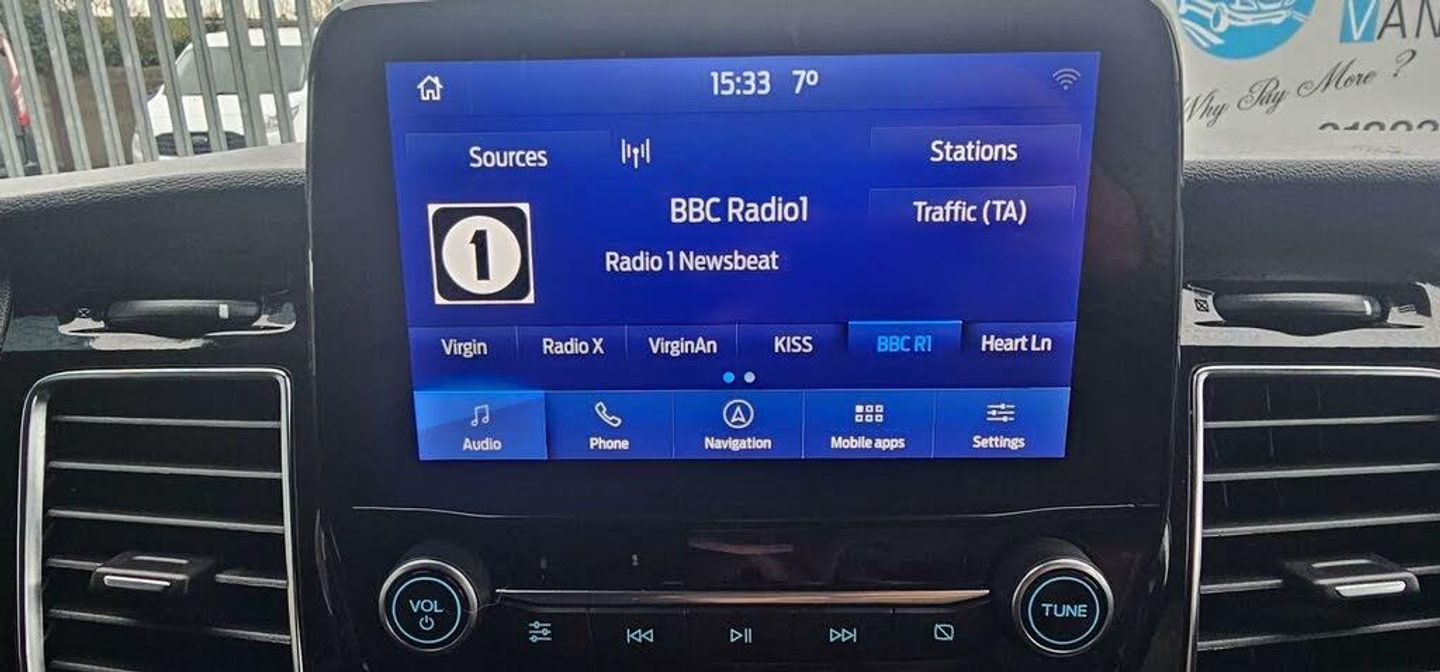 VAN
Why Pay More ?
15:33 7°
Sources
Stations
BBC Radio1
Traffic (TA)
1
Radio 1 Newsbeat
Virgin Radio X VirginAn KISS BBC R1 Heart Ln
Audio Phone Navigation Mobile apps Settings
VOL
TUNE